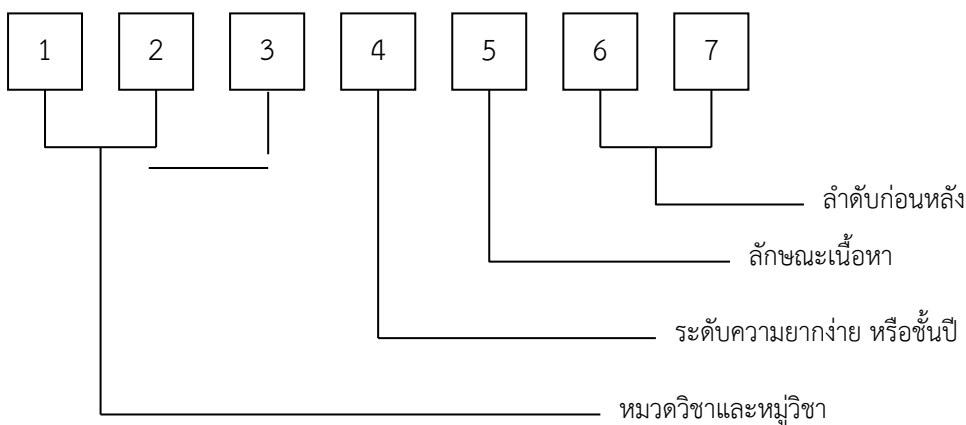 1 2 3 4 5 6 7
ลำดับก่อนหลัง
ลักษณะเนื้อหา
ระดับความยากง่าย หรือชั้นปี
หมวดวิชาและหมู่วิชา